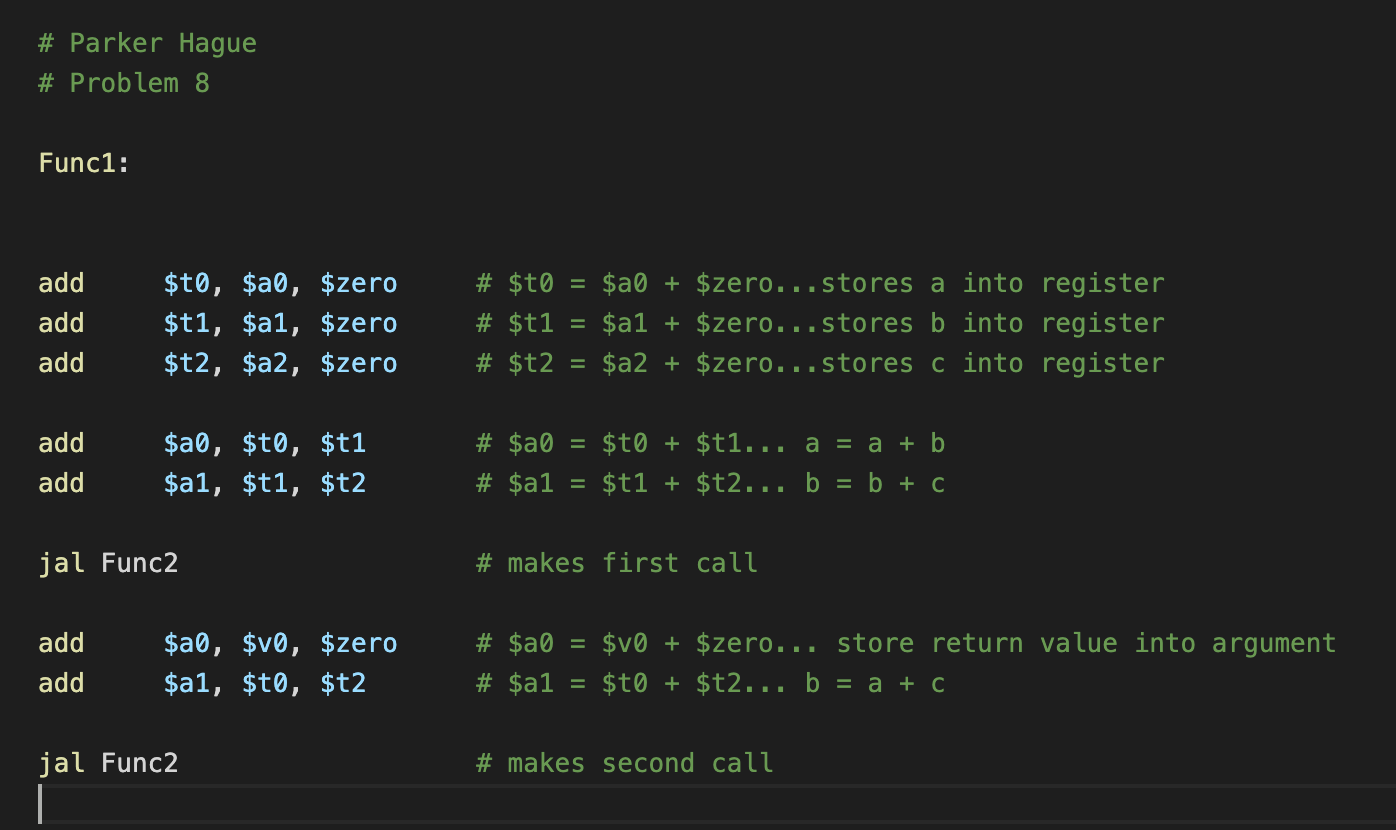 # Parker Hague
# Problem 8
Func1:
add     $t0, $a0, $zero     # $t0 = $a0 + $zero...stores a into register
add     $t1, $a1, $zero     # $t1 = $a1 + $zero...stores b into register
add     $t2, $a2, $zero     # $t2 = $a2 + $zero...stores c into register
add     $a0, $t0, $t1       # $a0 = $t0 + $t1... a = a + b
add     $a1, $t1, $t2       # $a1 = $t1 + $t2... b = b + c
jal Func2                   # makes first call
add     $a0, $v0, $zero     # $a0 = $v0 + $zero... store return value into argument
add     $a1, $t0, $t2       # $a1 = $t0 + $t2... b = a + c
jal Func2                   # makes second call